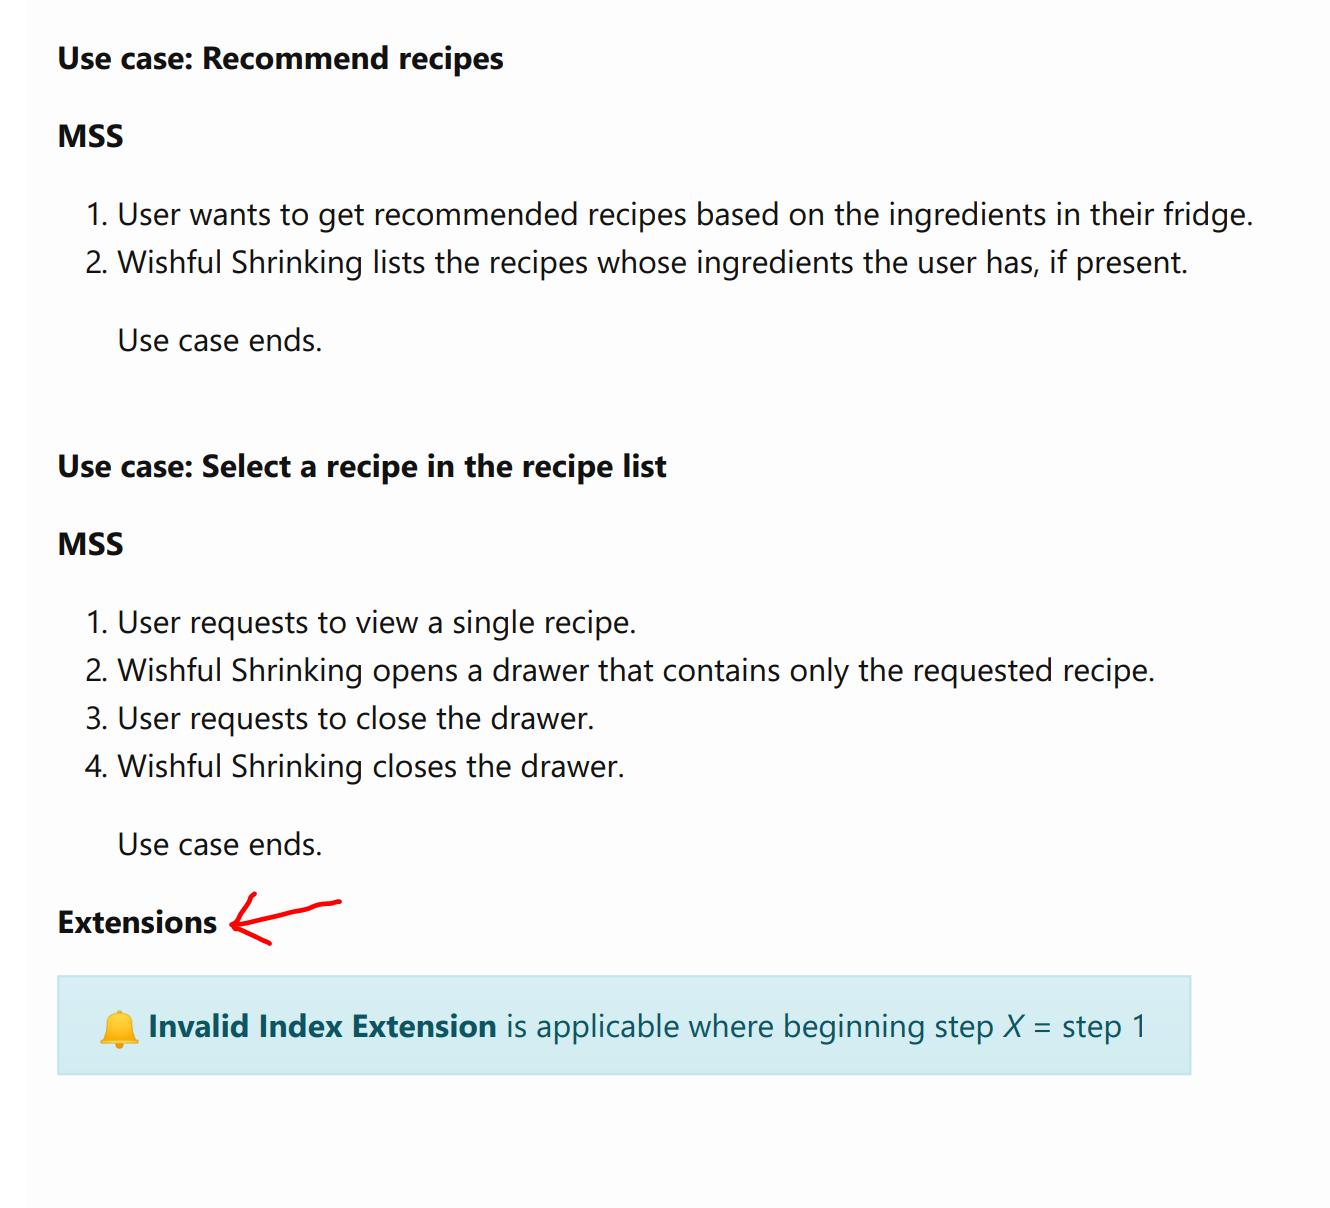 Use case: Recommend recipes
MSS
1. User wants to get recommended recipes based on the ingredients in their fridge.
2. Wishful Shrinking lists the recipes whose ingredients the user has, if present.
Use case ends.
Use case: Select a recipe in the recipe list
MSS
1. User requests to view a single recipe.
2. Wishful Shrinking opens a drawer that contains only the requested recipe.
3. User requests to close the drawer.
4. Wishful Shrinking closes the drawer.
Use case ends.
Extensions
Invalid Index Extension is applicable where beginning step X = step 1